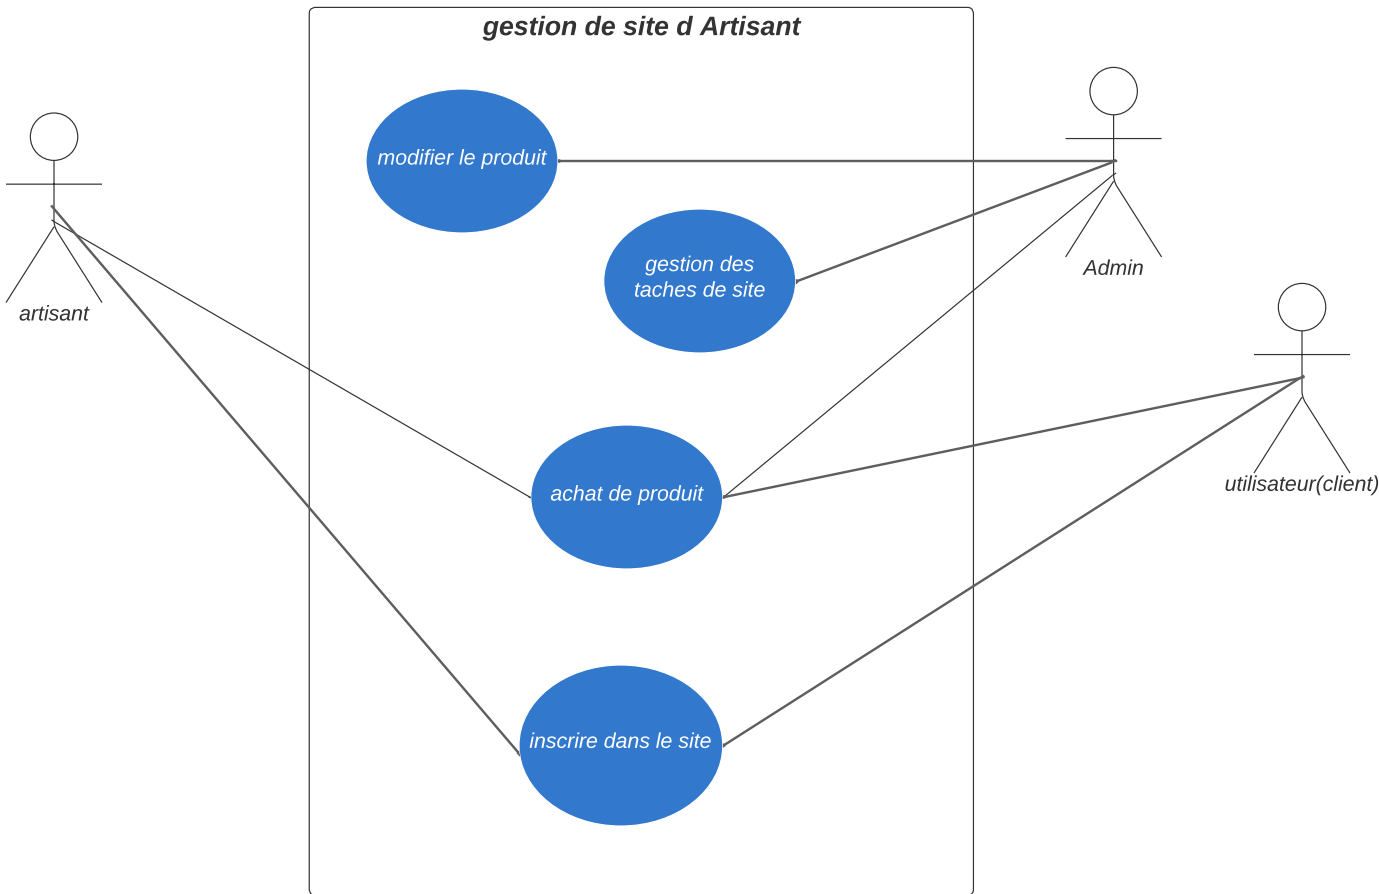 gestion de site d Artisant
modifier le produit
gestion des
taches de site
Admin
artisant
utilisateur(client)
achat de produit
inscrire dans le site